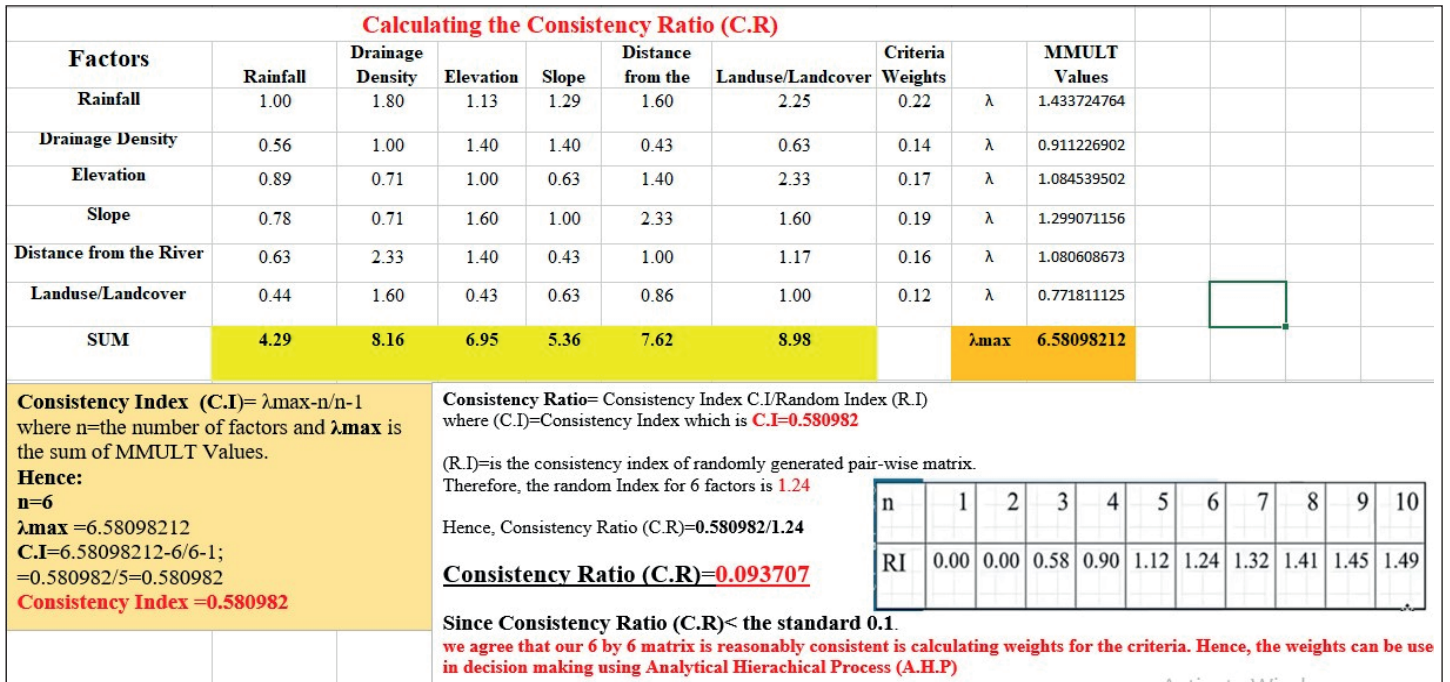 Calculating the Consistency Ratio (C.R)
Factors Rainfall Drainage Density Elevation Slope Distance from the Landuse/Landcover Criteria Weights MMULT Values
Rainfall 1.00 1.80 1.13 1.29 1.60 2.25 0.22 λ 1.433724764
Drainage Density 0.56 1.00 1.40 1.40 0.43 0.63 0.14 λ 0.911226902
Elevation 0.89 0.71 1.00 0.63 1.40 2.33 0.17 λ 1.084539502
Slope 0.78 0.71 1.60 1.00 2.33 1.60 0.19 λ 1.299071156
Distance from the River 0.63 2.33 1.40 0.43 1.00 1.17 0.16 λ 1.080608673
Landuse/Landcover 0.44 1.60 0.43 0.63 0.86 1.00 0.12 λ 0.771811125
SUM 4.29 8.16 6.95 5.36 7.62 8.98 λmax 6.58098212
Consistency Index (C.I)= λmax-n/n-1
where n=the number of factors and λmax is
the sum of MMULT Values.
Hence:
n=6
λmax =6.58098212
C.I=6.58098212-6/6-1;
=0.580982/5=0.580982
Consistency Index =0.580982
Consistency Ratio= Consistency Index C.I/Random Index (R.I)
where (C.I)=Consistency Index which is C.I=0.580982
(R.I)=is the consistency index of randomly generated pair-wise matrix.
Therefore, the random Index for 6 factors is 1.24
Hence, Consistency Ratio (C.R)=0.580982/1.24
Consistency Ratio (C.R)=0.093707
n 1 2 3 4 5 6 7 8 9 10
RI 0.00 0.00 0.58 0.90 1.12 1.24 1.32 1.41 1.45 1.49
Since Consistency Ratio (C.R)< the standard 0.1.
we agree that our 6 by 6 matrix is reasonably consistent is calculating weights for the criteria. Hence, the weights can be use
in decision making using Analytical Hierachical Process (A.H.P)